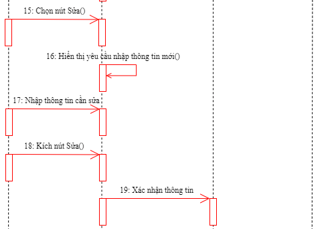 15: Chọn nút Sửa()
16: Hiển thị yêu cầu nhập thông tin mới()
17: Nhập thông tin cần sửa
18: Kích nút Sửa()
19: Xác nhận thông tin